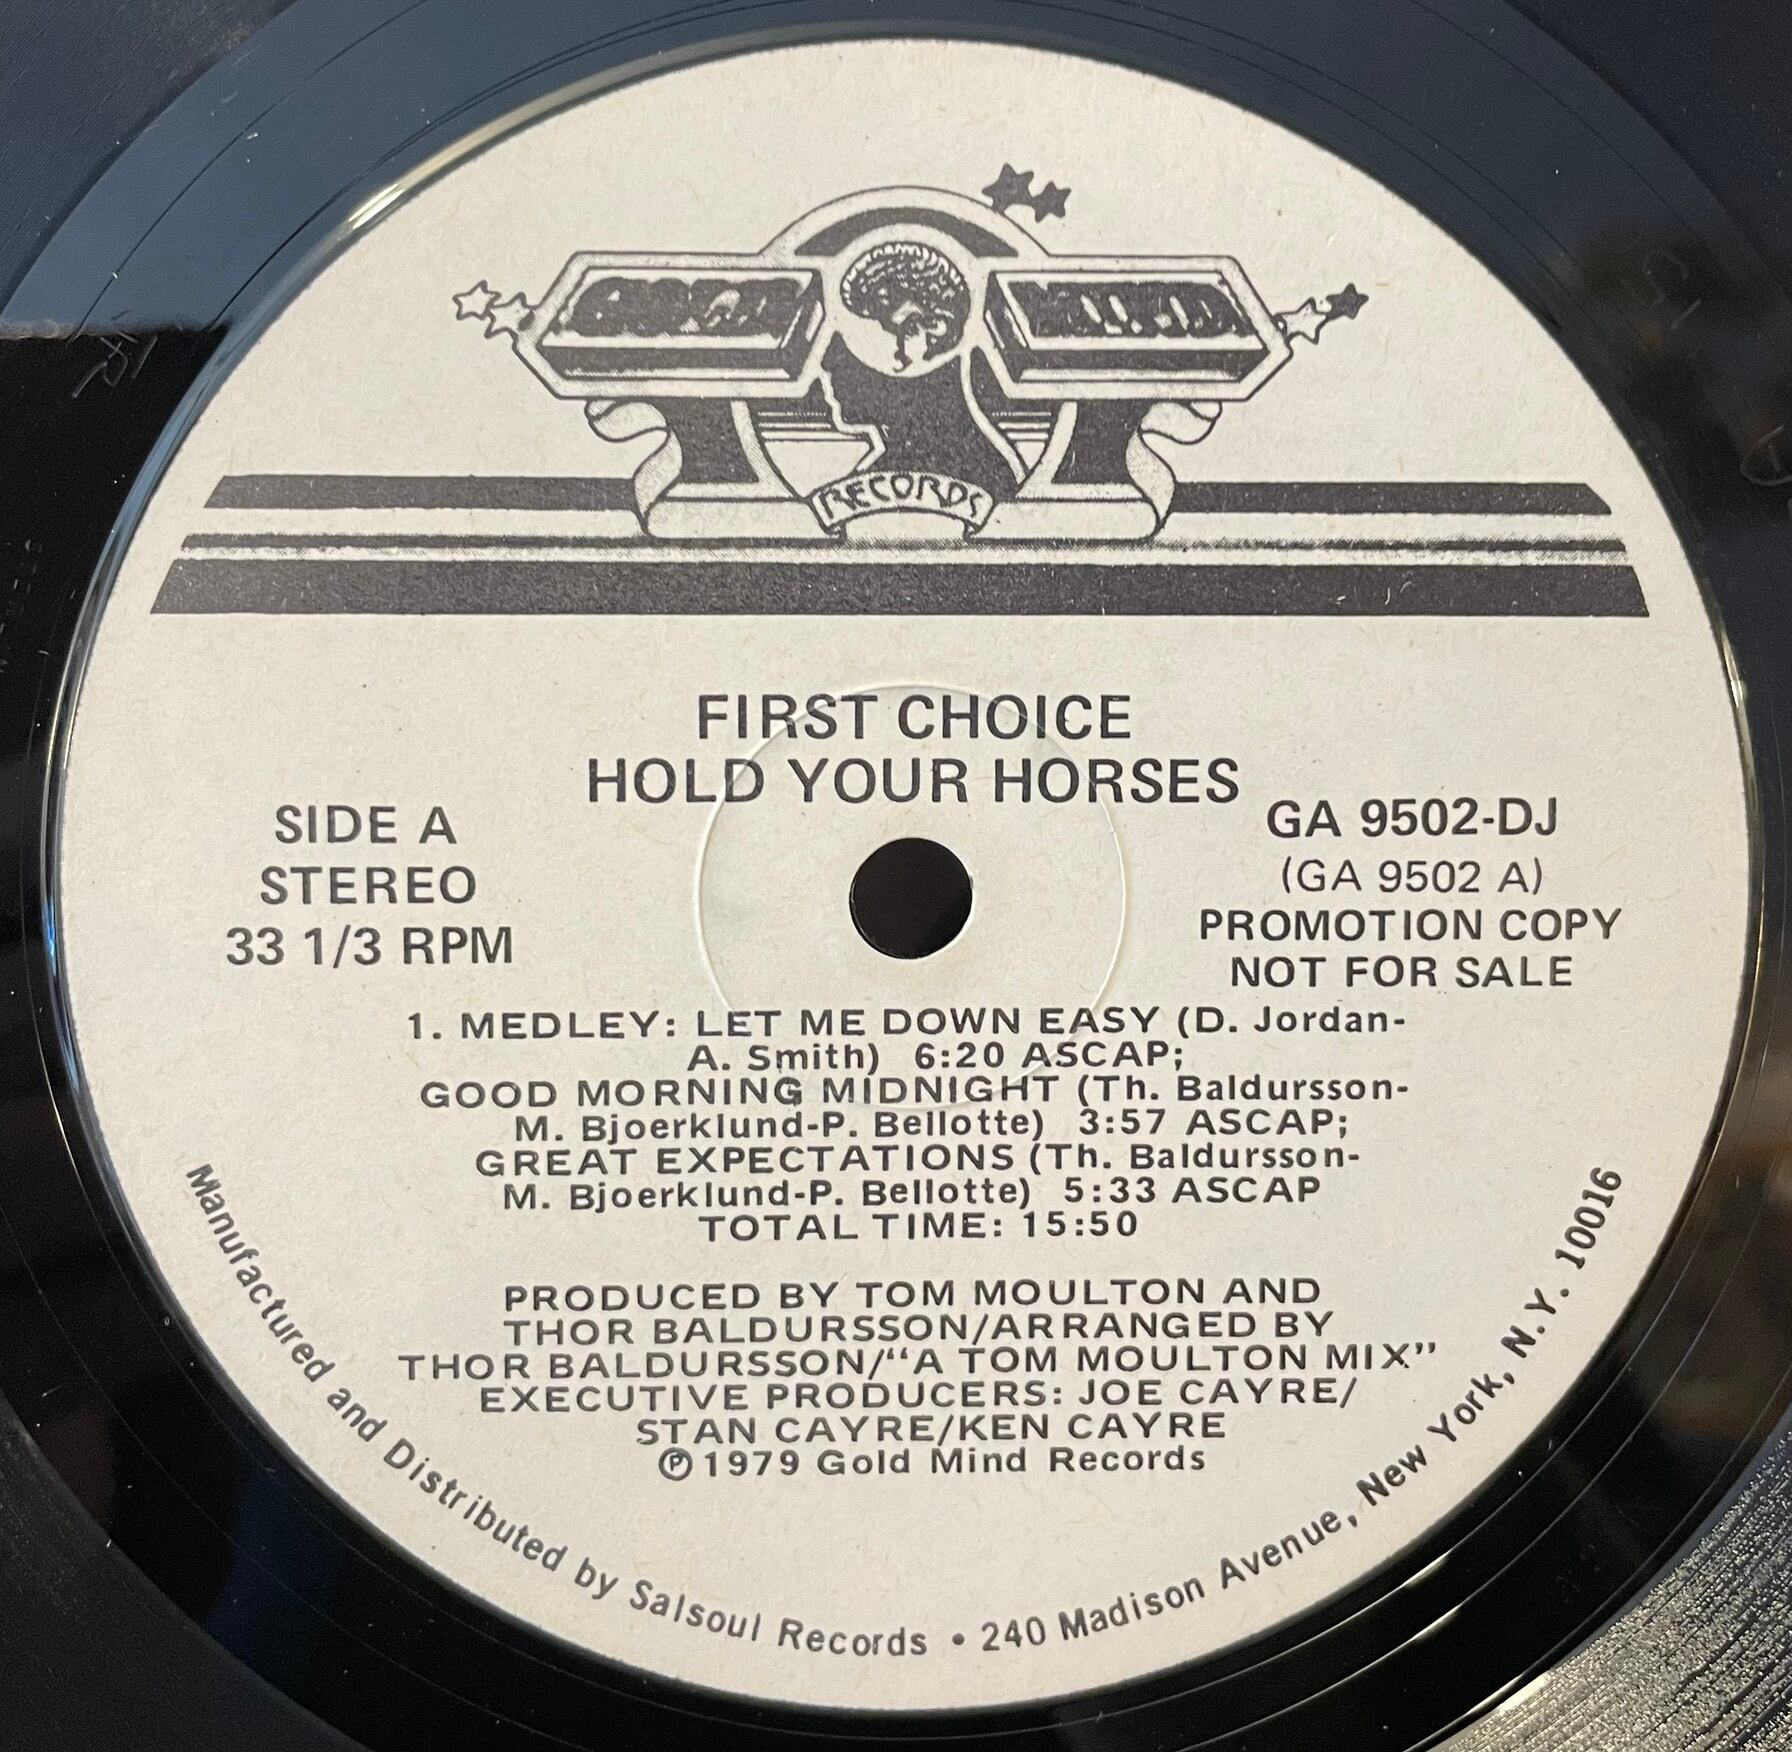 GOLD MIND
RECORDS
FIRST CHOICE
HOLD YOUR HORSES
SIDE A
STEREO
33 1/3 RPM
GA 9502-DJ
(GA 9502 A)
PROMOTION COPY
NOT FOR SALE
1. MEDLEY: LET ME DOWN EASY (D. Jordan-
A. Smith) 6:20 ASCAP;
GOOD MORNING MIDNIGHT (Th. Baldursson-
M. Bjoerklund-P. Bellotte) 3:57 ASCAP;
GREAT EXPECTATIONS (Th. Baldursson-
M. Bjoerklund-P. Bellotte) 5:33 ASCAP
TOTAL TIME: 15:50
PRODUCED BY TOM MOULTON AND
THOR BALDURSSON/ARRANGED BY
THOR BALDURSSON/“A TOM MOULTON MIX”
EXECUTIVE PRODUCERS: JOE CAYRE/
STAN CAYRE/KEN CAYRE
℗ 1979 Gold Mind Records
Manufactured and Distributed by Salsoul Records • 240 Madison Avenue, New York, N.Y. 10016